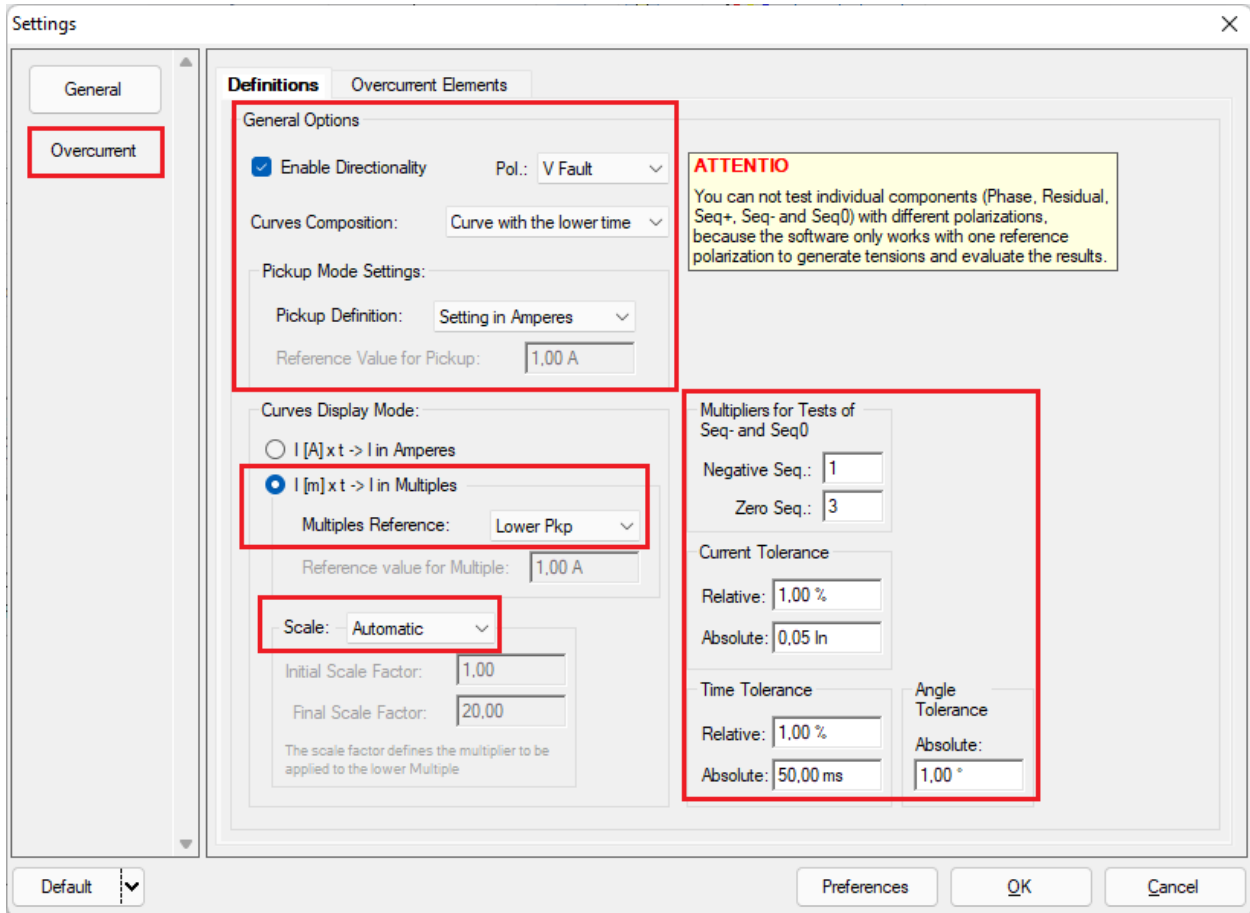 Settings
General
Overcurrent
Definitions
Overcurrent Elements
General Options
Enable Directionality
Pol.: V Fault
Curves Composition: Curve with the lower time
Pickup Mode Settings:
Pickup Definition: Setting in Amperes
Reference Value for Pickup: 1,00 A
ATTENTIO
You can not test individual components (Phase, Residual,
Seq+, Seq- and Seq0) with different polarizations,
because the software only works with one reference
polarization to generate tensions and evaluate the results.
Curves Display Mode:
I [A] x t -> I in Amperes
I [m] x t -> I in Multiples
Multiples Reference: Lower Pkp
Reference value for Multiple: 1,00 A
Scale: Automatic
Initial Scale Factor: 1,00
Final Scale Factor: 20,00
The scale factor defines the multiplier to be
applied to the lower Multiple
Multipliers for Tests of
Seq- and Seq0
Negative Seq.: 1
Zero Seq.: 3
Current Tolerance
Relative: 1,00 %
Absolute: 0,05 In
Time Tolerance
Relative: 1,00 %
Absolute: 50,00 ms
Angle
Tolerance
Absolute:
1,00 °
Default
Preferences
OK
Cancel